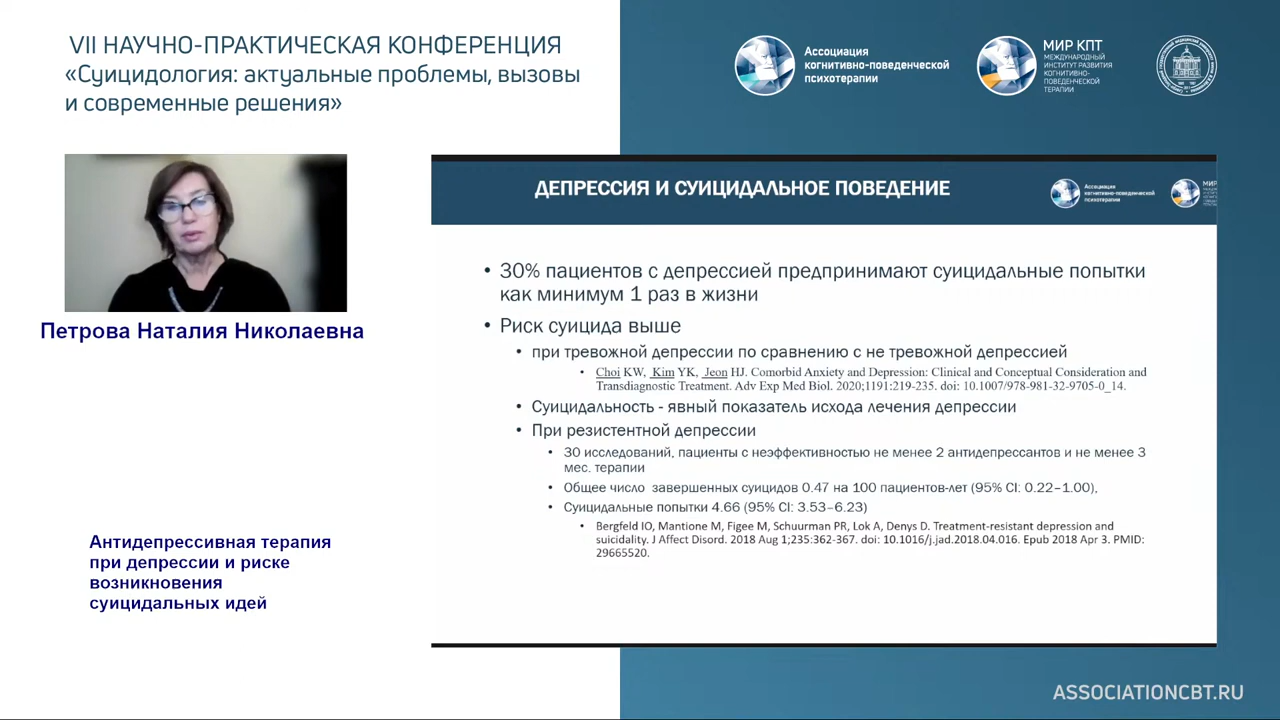 VII НАУЧНО-ПРАКТИЧЕСКАЯ КОНФЕРЕНЦИЯ
«Суицидология: актуальные проблемы, вызовы
и современные решения»
Ассоциация
когнитивно-поведенческой
психотерапии
МИР КПТ
МЕЖДУНАРОДНЫЙ
ИНСТИТУТ РАЗВИТИЯ
КОГНИТИВНО-
ПОВЕДЕНЧЕСКОЙ
ТЕРАПИИ
Петрова Наталия Николаевна
Антидепрессивная терапия
при депрессии и риске
возникновения
суицидальных идей
ДЕПРЕССИЯ И СУИЦИДАЛЬНОЕ ПОВЕДЕНИЕ
Ассоциация
когнитивно-поведенческой
психотерапии
МИР
• 30% пациентов с депрессией предпринимают суицидальные попытки
как минимум 1 раз в жизни
• Риск суицида выше
• при тревожной депрессии по сравнению с не тревожной депрессией
• Choi KW, Kim YK, Jeon HJ. Comorbid Anxiety and Depression: Clinical and Conceptual Consideration and
Transdiagnostic Treatment. Adv Exp Med Biol. 2020;1191:219-235. doi: 10.1007/978-981-32-9705-0_14.
• Суицидальность - явный показатель исхода лечения депрессии
• При резистентной депрессии
• 30 исследований, пациенты с неэффективностью не менее 2 антидепрессантов и не менее 3
мес. терапии
• Общее число завершенных суицидов 0.47 на 100 пациентов-лет (95% CI: 0.22–1.00),
• Суицидальные попытки 4.66 (95% CI: 3.53–6.23)
• Bergfeld IO, Mantione M, Figee M, Schuurman PR, Lok A, Denys D. Treatment-resistant depression and
suicidality. J Affect Disord. 2018 Aug 1;235:362-367. doi: 10.1016/j.jad.2018.04.016. Epub 2018 Apr 3. PMID:
29665520.
ASSOCIATIONCBT.RU